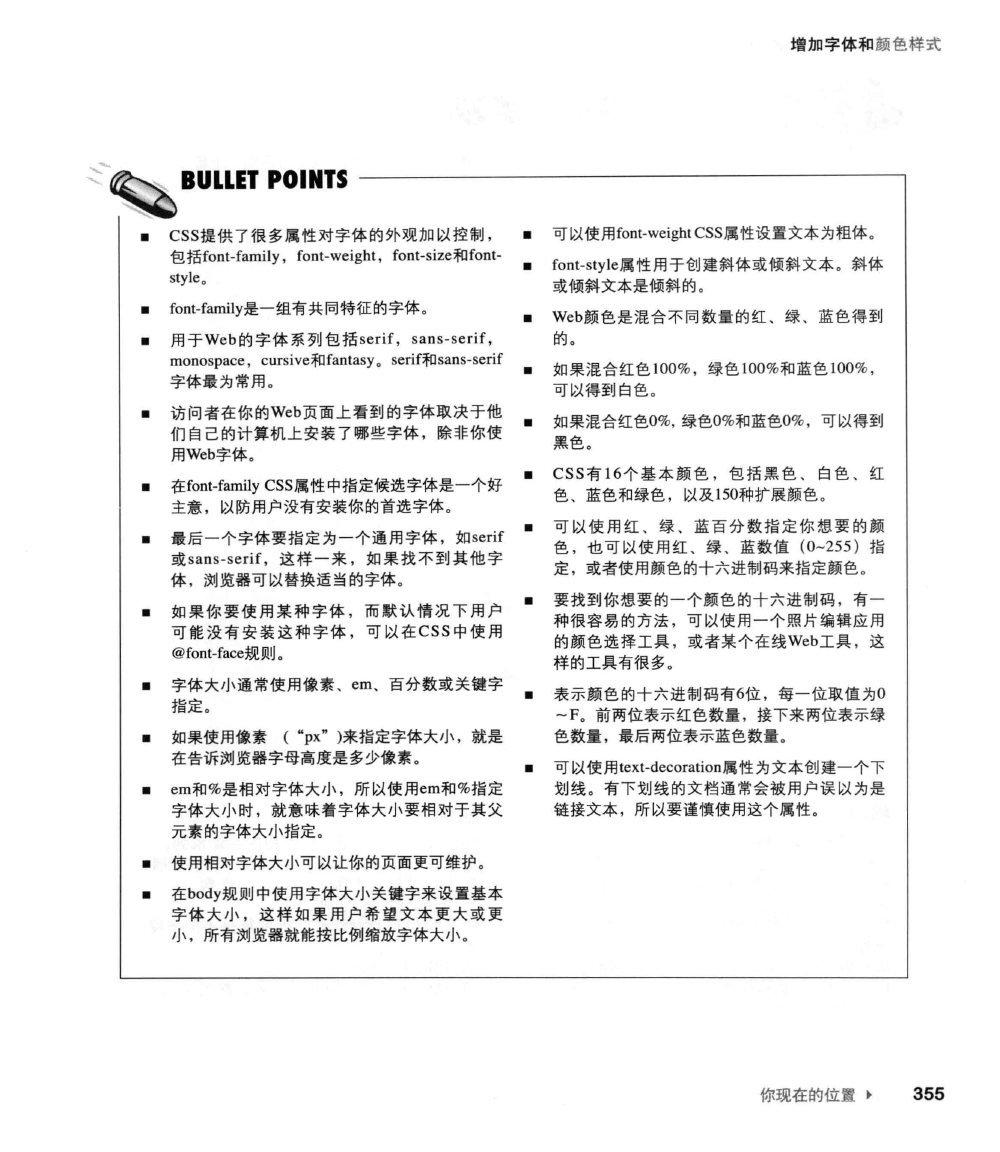 增加字体和颜色样式
BULLET POINTS
■ CSS提供了很多属性对字体的外观加以控制，
包括font-family，font-weight，font-size和font-
style。
■ font-family是一组有共同特征的字体。
■ 用于Web的字体系列包括serif，sans-serif，
monospace，cursive和fantasy。serif和sans-serif
字体最为常用。
■ 访问者在你的Web页面上看到的字体取决于他
们自己的计算机上安装了哪些字体，除非你使
用Web字体。
■ 在font-family CSS属性中指定候选字体是一个好
主意，以防用户没有安装你的首选字体。
■ 最后一个字体要指定为一个通用字体，如serif
或sans-serif，这样一来，如果找不到其他字
体，浏览器可以替换适当的字体。
■ 如果你要使用某种字体，而默认情况下用户
可能没有安装这种字体，可以在CSS中使用
@font-face规则。
■ 字体大小通常使用像素、em、百分数或关键字
指定。
■ 如果使用像素 (“px”)来指定字体大小，就是
在告诉浏览器字母高度是多少像素。
■ em和%是相对字体大小，所以使用em和%指定
字体大小时，就意味着字体大小要相对于其父
元素的字体大小指定。
■ 使用相对字体大小可以让你的页面更可维护。
■ 在body规则中使用字体大小关键字来设置基本
字体大小，这样如果用户希望文本更大或更
小，所有浏览器就能按比例缩放字体大小。
■ 可以使用font-weight CSS属性设置文本为粗体。
■ font-style属性用于创建斜体或倾斜文本。斜体
或倾斜文本是倾斜的。
■ Web颜色是混合不同数量的红、绿、蓝色得到
的。
■ 如果混合红色100%，绿色100%和蓝色100%，
可以得到白色。
■ 如果混合红色0%, 绿色0%和蓝色0%，可以得到
黑色。
■ CSS有16个基本颜色，包括黑色、白色、红
色、蓝色和绿色，以及150种扩展颜色。
■ 可以使用红、绿、蓝百分数指定你想要的颜
色，也可以使用红、绿、蓝数值（0~255）指
定，或者使用颜色的十六进制码来指定颜色。
■ 要找到你想要的一个颜色的十六进制码，有一
种很容易的方法，可以使用一个照片编辑应用
的颜色选择工具，或者某个在线Web工具，这
样的工具有很多。
■ 表示颜色的十六进制码有6位，每一位取值为0
～F。前两位表示红色数量，接下来两位表示绿
色数量，最后两位表示蓝色数量。
■ 可以使用text-decoration属性为文本创建一个下
划线。有下划线的文档通常会被用户误以为是
链接文本，所以要谨慎使用这个属性。
你现在的位置 ▸ 355